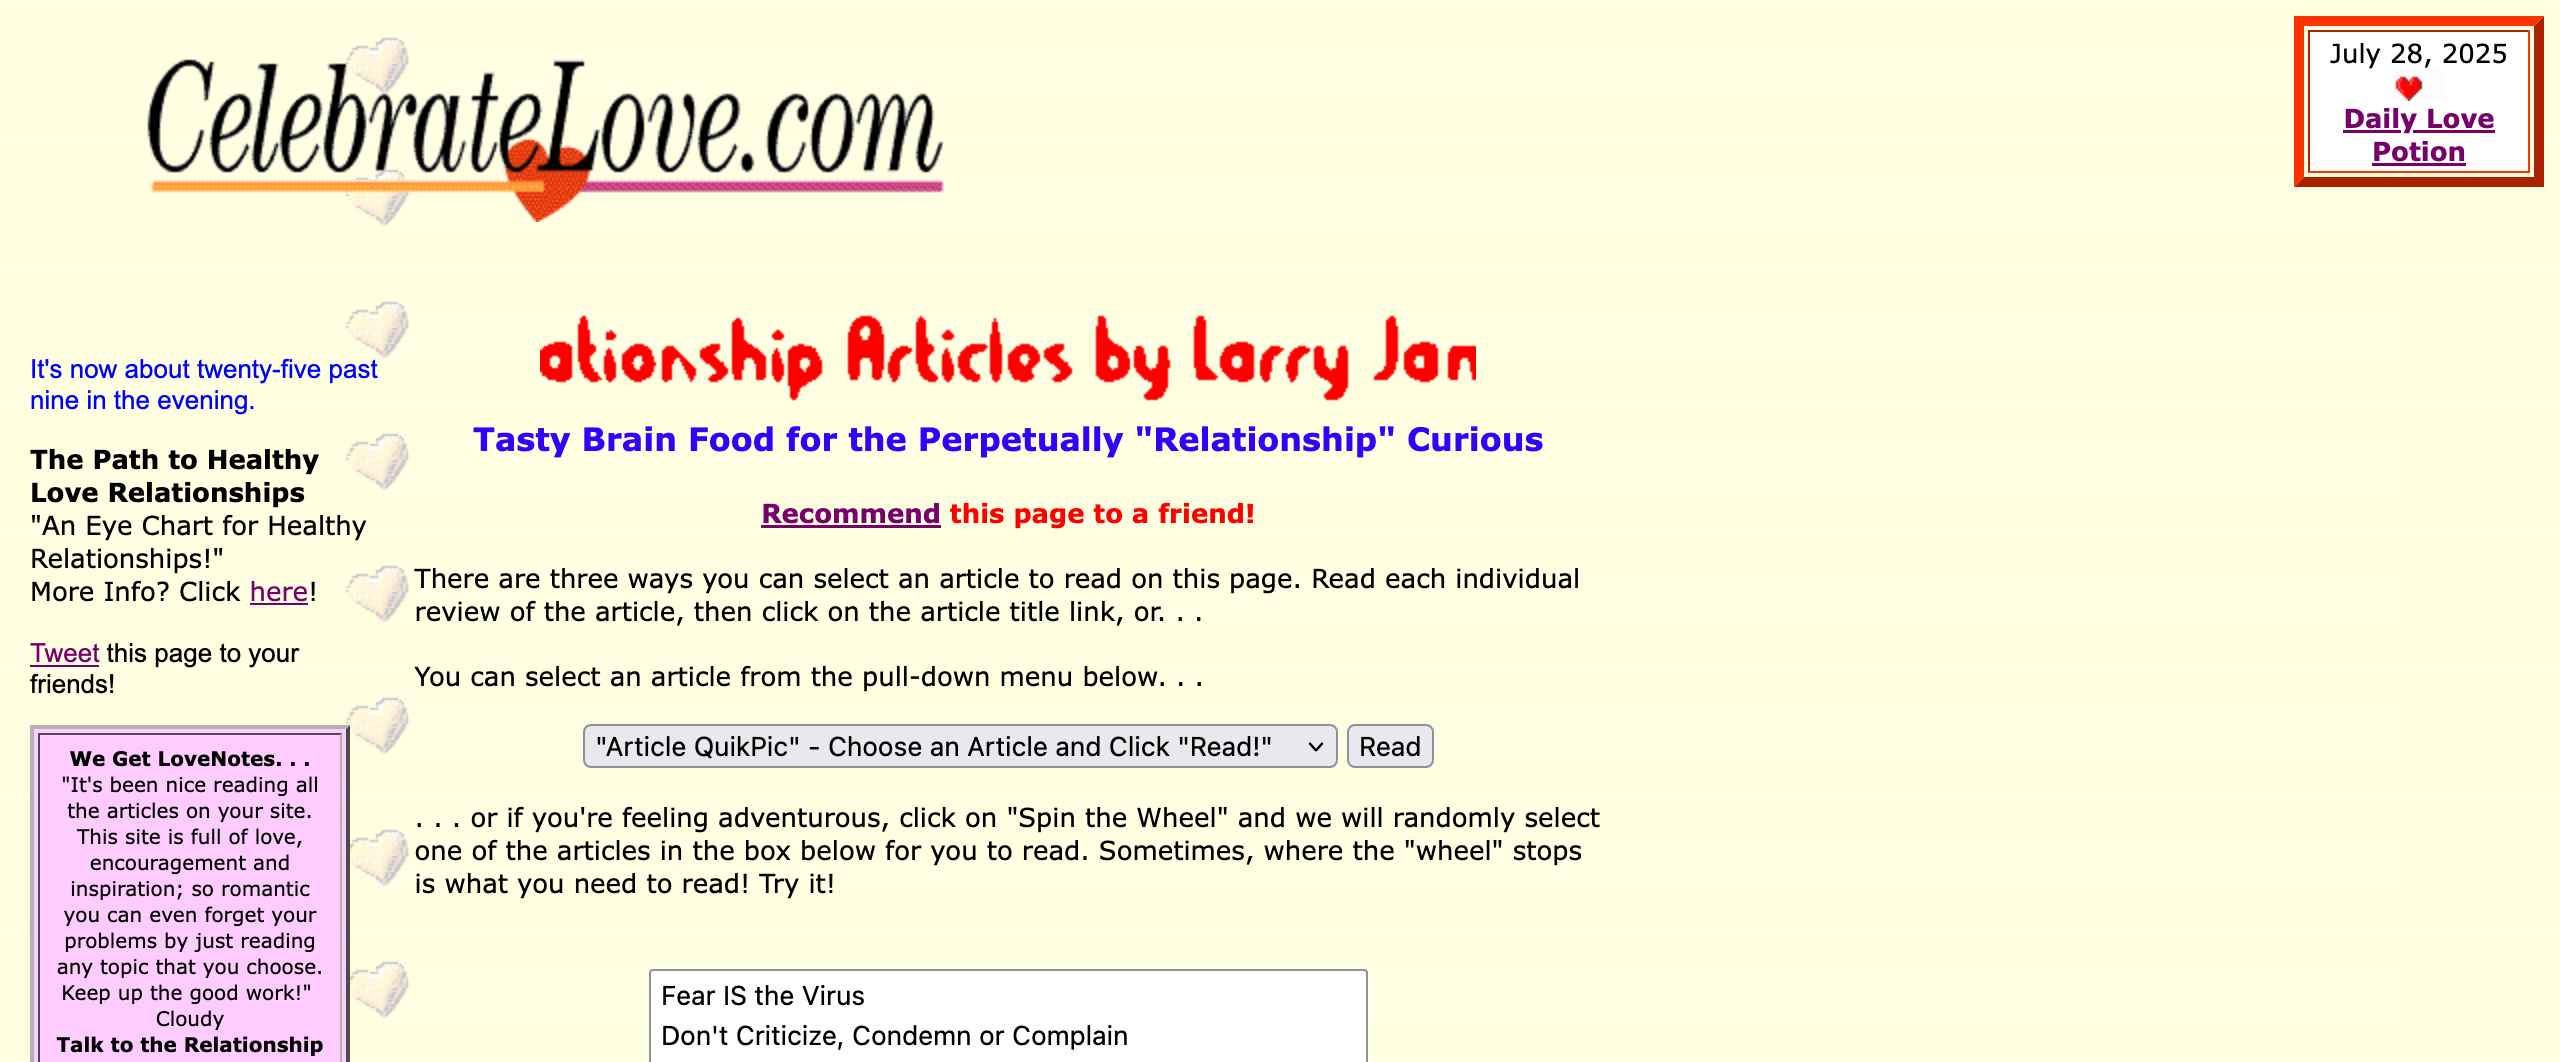 CelebrateLove.com
July 28, 2025
Daily Love
Potion
ationship Articles by Larry Jan
Tasty Brain Food for the Perpetually "Relationship" Curious
Recommend this page to a friend!
It's now about twenty-five past
nine in the evening.
The Path to Healthy
Love Relationships
"An Eye Chart for Healthy
Relationships!"
More Info? Click here!
Tweet this page to your
friends!
We Get LoveNotes. . .
"It's been nice reading all
the articles on your site.
This site is full of love,
encouragement and
inspiration; so romantic
you can even forget your
problems by just reading
any topic that you choose.
Keep up the good work!"
Cloudy
Talk to the Relationship
There are three ways you can select an article to read on this page. Read each individual
review of the article, then click on the article title link, or. . .
You can select an article from the pull-down menu below. . .
"Article QuikPic" - Choose an Article and Click "Read!"
Read
. . . or if you're feeling adventurous, click on "Spin the Wheel" and we will randomly select
one of the articles in the box below for you to read. Sometimes, where the "wheel" stops
is what you need to read! Try it!
Fear IS the Virus
Don't Criticize, Condemn or Complain